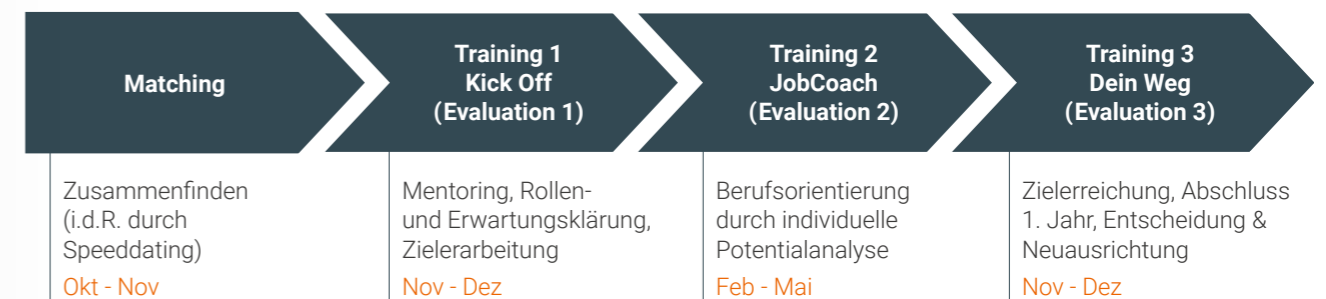 Matching
Training 1
Kick Off
(Evaluation 1)
Training 2
JobCoach
(Evaluation 2)
Training 3
Dein Weg
(Evaluation 3)
Zusammenfinden
(i.d.R. durch
Speeddating)
Okt - Nov
Mentoring, Rollen-
und Erwartungsklärung,
Zielerarbeitung
Nov - Dez
Berufsorientierung
durch individuelle
Potentialanalyse
Feb - Mai
Zielerreichung, Abschluss
1. Jahr, Entscheidung &
Neuausrichtung
Nov - Dez